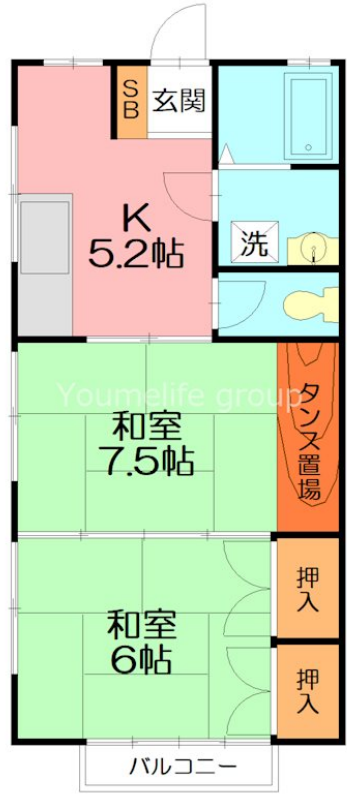 SB
玄関
K
5.2帖
洗
Youmelife group
和室
7.5帖
タンス置場
和室
6帖
押入
押入
バルコニー